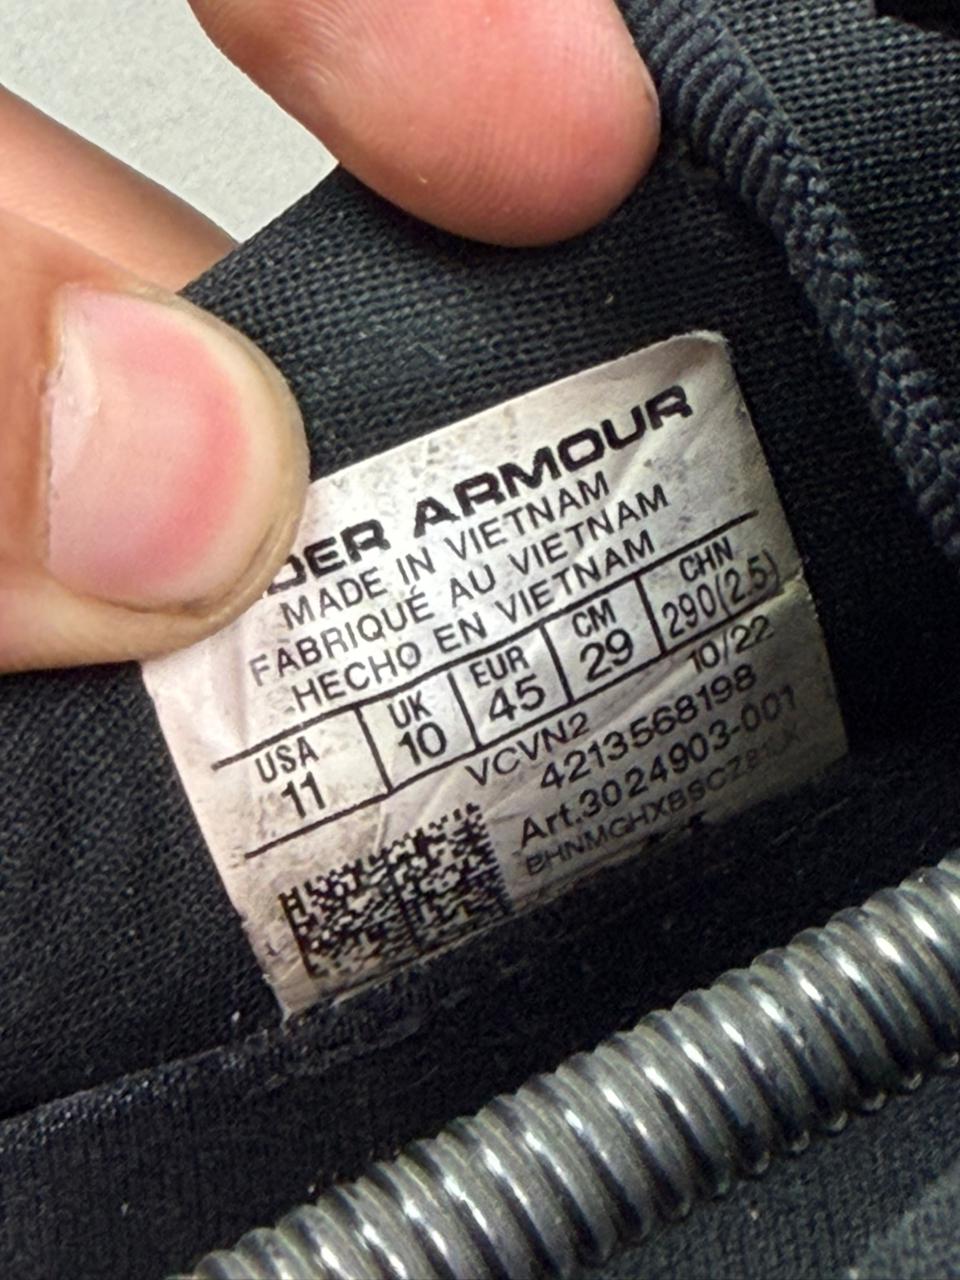 DER ARMOUR
MADE IN VIETNAM
FABRIQUÉ AU VIETNAM
HECHO EN VIETNAM
USA UK EUR CM CHN
11 10 45 29 290(2.5)
VCVN2 10/22
4213568198
Art.3024903-001